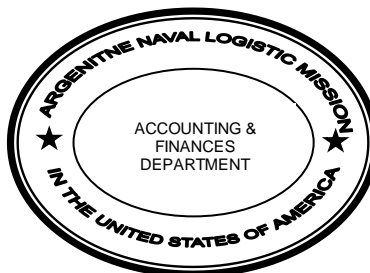 ARGENITNE NAVAL LOGISTIC MISSION
ACCOUNTING &
FINANCES
DEPARTMENT
IN THE UNITED STATES OF AMERICA